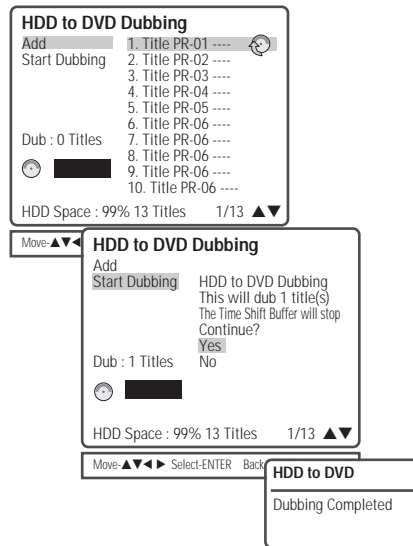 HDD to DVD Dubbing
Add
Start Dubbing
1. Title PR-01 ----
2. Title PR-02 ----
3. Title PR-03 ----
4. Title PR-04 ----
5. Title PR-05 ----
6. Title PR-06 ----
7. Title PR-06 ----
8. Title PR-06 ----
9. Title PR-06 ----
10. Title PR-06 ----
Dub : 0 Titles
HDD Space : 99% 13 Titles 1/13 ▲▼
Move-▲▼◄
HDD to DVD Dubbing
Add
Start Dubbing
HDD to DVD Dubbing
This will dub 1 title(s)
The Time Shift Buffer will stop
Continue?
Yes
No
Dub : 1 Titles
HDD Space : 99% 13 Titles 1/13 ▲▼
Move-▲▼◄ ► Select-ENTER Back
HDD to DVD
Dubbing Completed